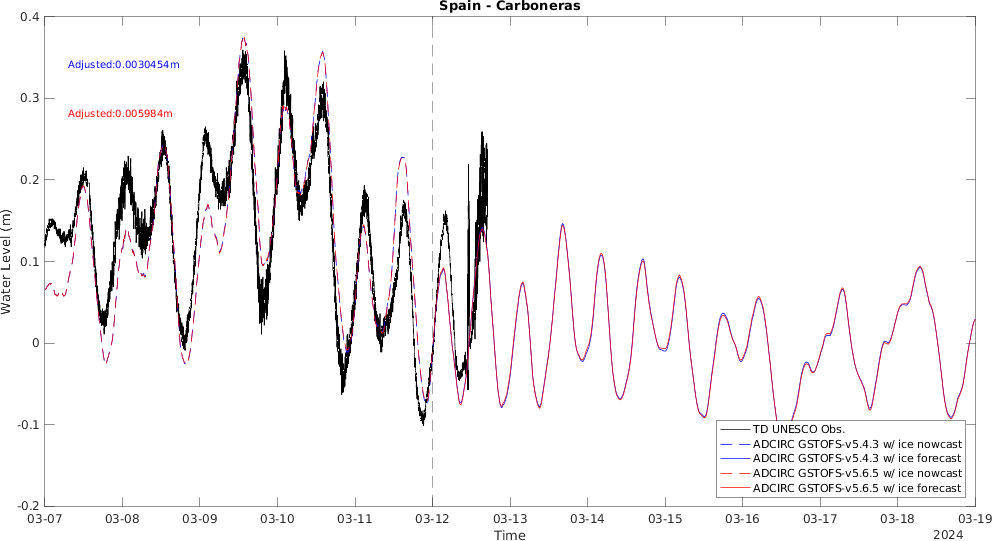 Spain - Carboneras
Adjusted:0.0030454m
Adjusted:0.005984m
Water Level (m)
0.4
0.3
0.2
0.1
0
-0.1
-0.2
TD UNESCO Obs.
ADCIRC GSTOFS-v5.4.3 w/ ice nowcast
ADCIRC GSTOFS-v5.4.3 w/ ice forecast
ADCIRC GSTOFS-v5.6.5 w/ ice nowcast
ADCIRC GSTOFS-v5.6.5 w/ ice forecast
03-07 03-08 03-09 03-10 03-11 03-12 03-13 03-14 03-15 03-16 03-17 03-18 03-19
Time
2024